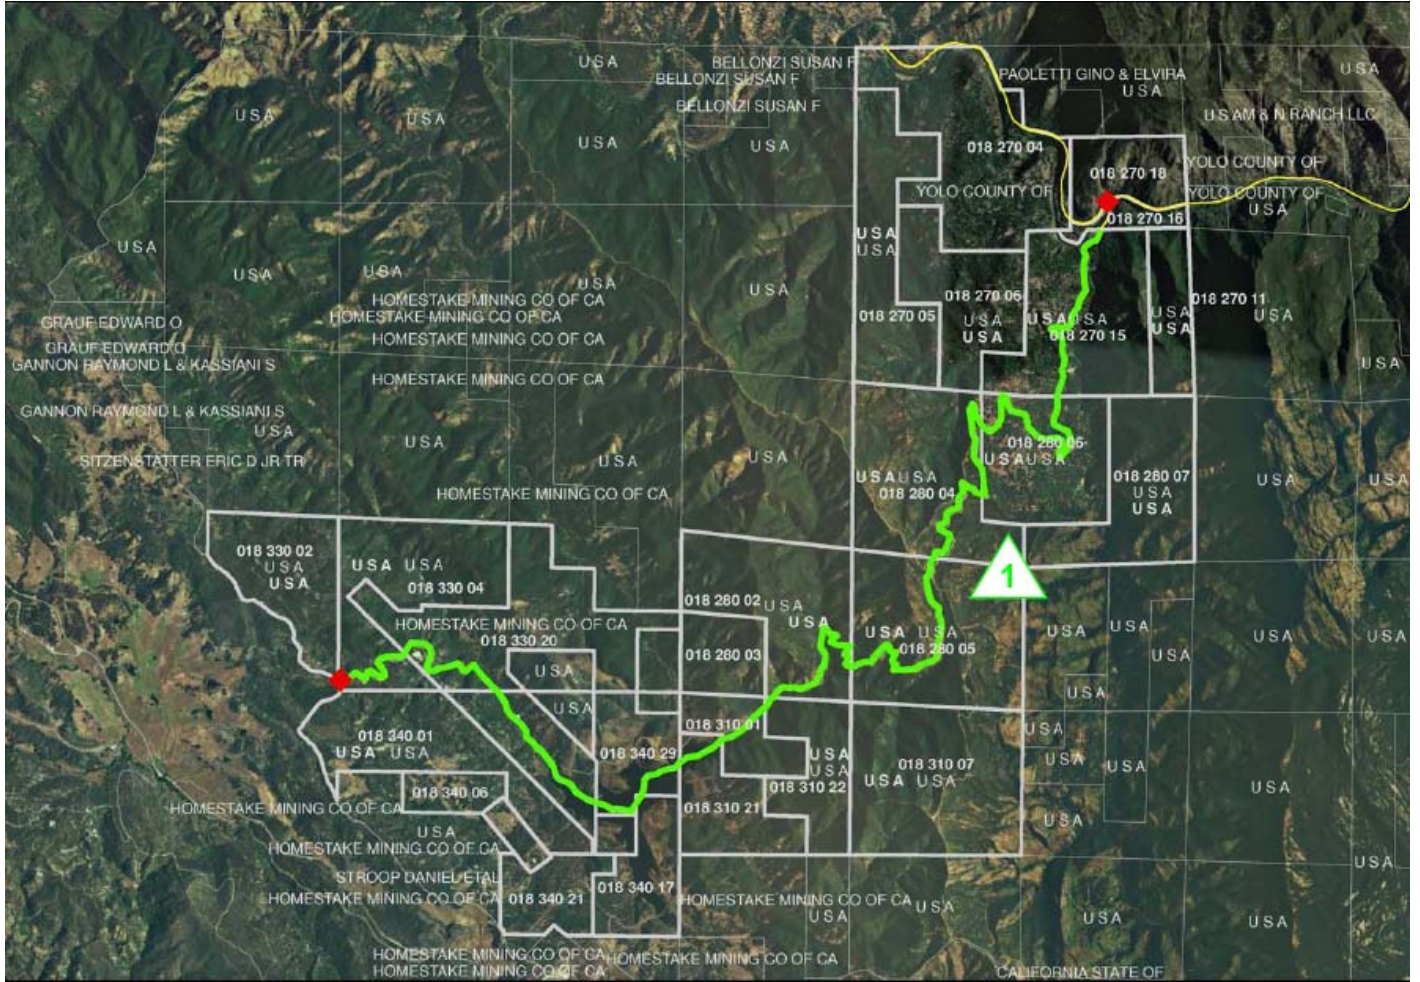 USA
BELLONZI SUSAN F
BELLONZI SUSAN F
BELLONZI SUSAN F
PAOLETTI GINO & ELVIRA
USA
USA
USA
USA
USA
USA
U S A M & N RANCH LLC
018 270 04
018 270 18
YOLO COUNTY OF
YOLO COUNTY OF
YOLO COUNTY OF
USA
018 270 16
USA
USA
USA
USA
USA
USA
USA
HOMESTAKE MINING CO OF CA
HOMESTAKE MINING CO OF CA
HOMESTAKE MINING CO OF CA
HOMESTAKE MINING CO OF CA
018 270 05
018 270 06
USA
USA
USA USA
018 270 15
USA
USA
018 270 11
USA
USA
GRAUF EDWARD O
GRAUF EDWARD O
GANNON RAYMOND L & KASSIANI S
GANNON RAYMOND L & KASSIANI S
USA
SITZENSTATTER ERIC D JR TR
USA
USA
USA
HOMESTAKE MINING CO OF CA
USA USA
018 280 04
018 280 06
USA USA
018 280 07
USA
USA
USA
USA
018 330 02
USA
USA
USA USA
018 330 04
HOMESTAKE MINING CO OF CA
018 330 20
USA
USA
018 280 02
USA
USA
018 280 03
USA USA
018 280 05
1
USA
USA
USA
USA
USA
USA
018 340 01
USA USA
018 340 06
018 340 29
018 310 01
USA
USA
018 310 22
018 310 21
018 310 07
USA USA
USA
USA
USA
USA
USA
HOMESTAKE MINING CO OF CA
USA
HOMESTAKE MINING CO OF CA
STROOP DANIEL ETAL
HOMESTAKE MINING CO OF CA
018 340 21
018 340 17
HOMESTAKE MINING CO OF CA
USA
USA
USA
USA
USA
HOMESTAKE MINING CO OF CA
HOMESTAKE MINING CO OF CA
HOMESTAKE MINING CO OF CA
CALIFORNIA STATE OF